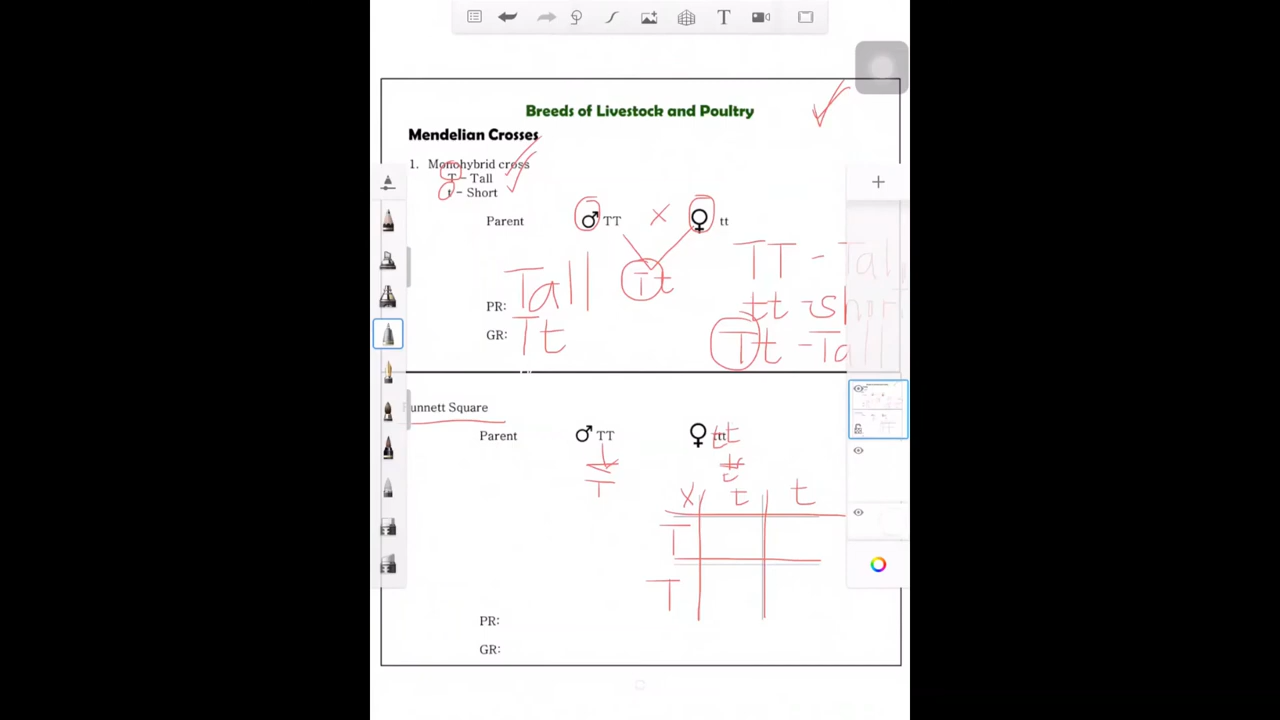 T
Breeds of Livestock and Poultry
Mendelian Crosses
1. Monohybrid cross
T - Tall
t - Short
Parent ♂ TT X ♀ tt
Tt
TT - Tall
tt - short
Tt - Tall
PR: Tall
GR: Tt
Punnett Square
Parent ♂ TT ♀ tt
T t
X t t
T
T
PR:
GR: